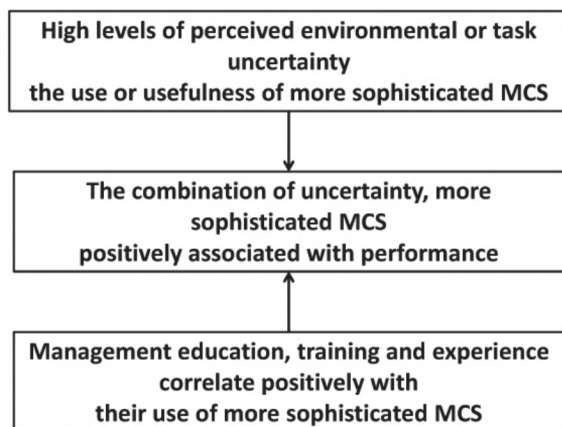 High levels of perceived environmental or task
uncertainty
the use or usefulness of more sophisticated MCS
The combination of uncertainty, more
sophisticated MCS
positively associated with performance
Management education, training and experience
correlate positively with
their use of more sophisticated MCS